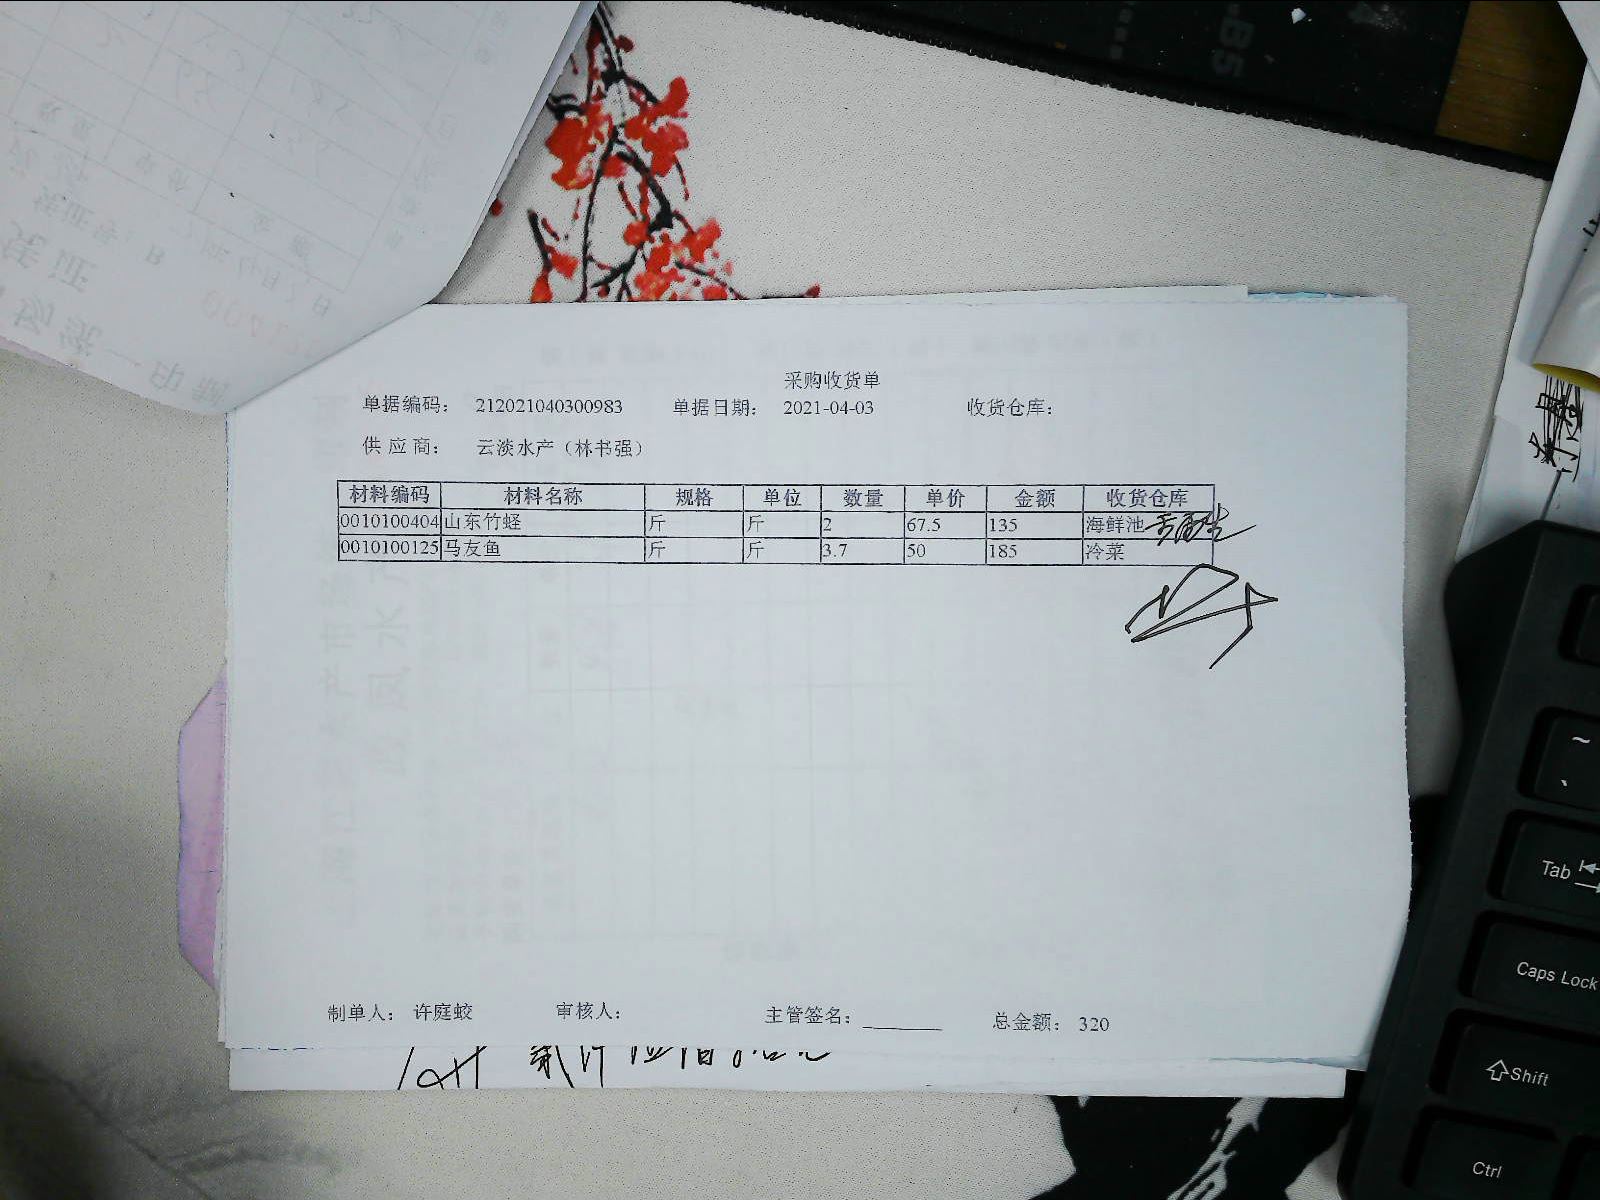 采购收货单
单据编码： 212021040300983 单据日期： 2021-04-03 收货仓库：
供应商： 云淡水产（林书强）
材料编码 材料名称 规格 单位 数量 单价 金额 收货仓库
0010100404 山东竹蛏 斤 斤 2 67.5 135 海鲜池
0010100125 马友鱼 斤 斤 3.7 50 185 冷菜
制单人： 许庭蛟 审核人： 主管签名： 总金额： 320
B5
Tab
Caps Lock
Shift
Ctrl